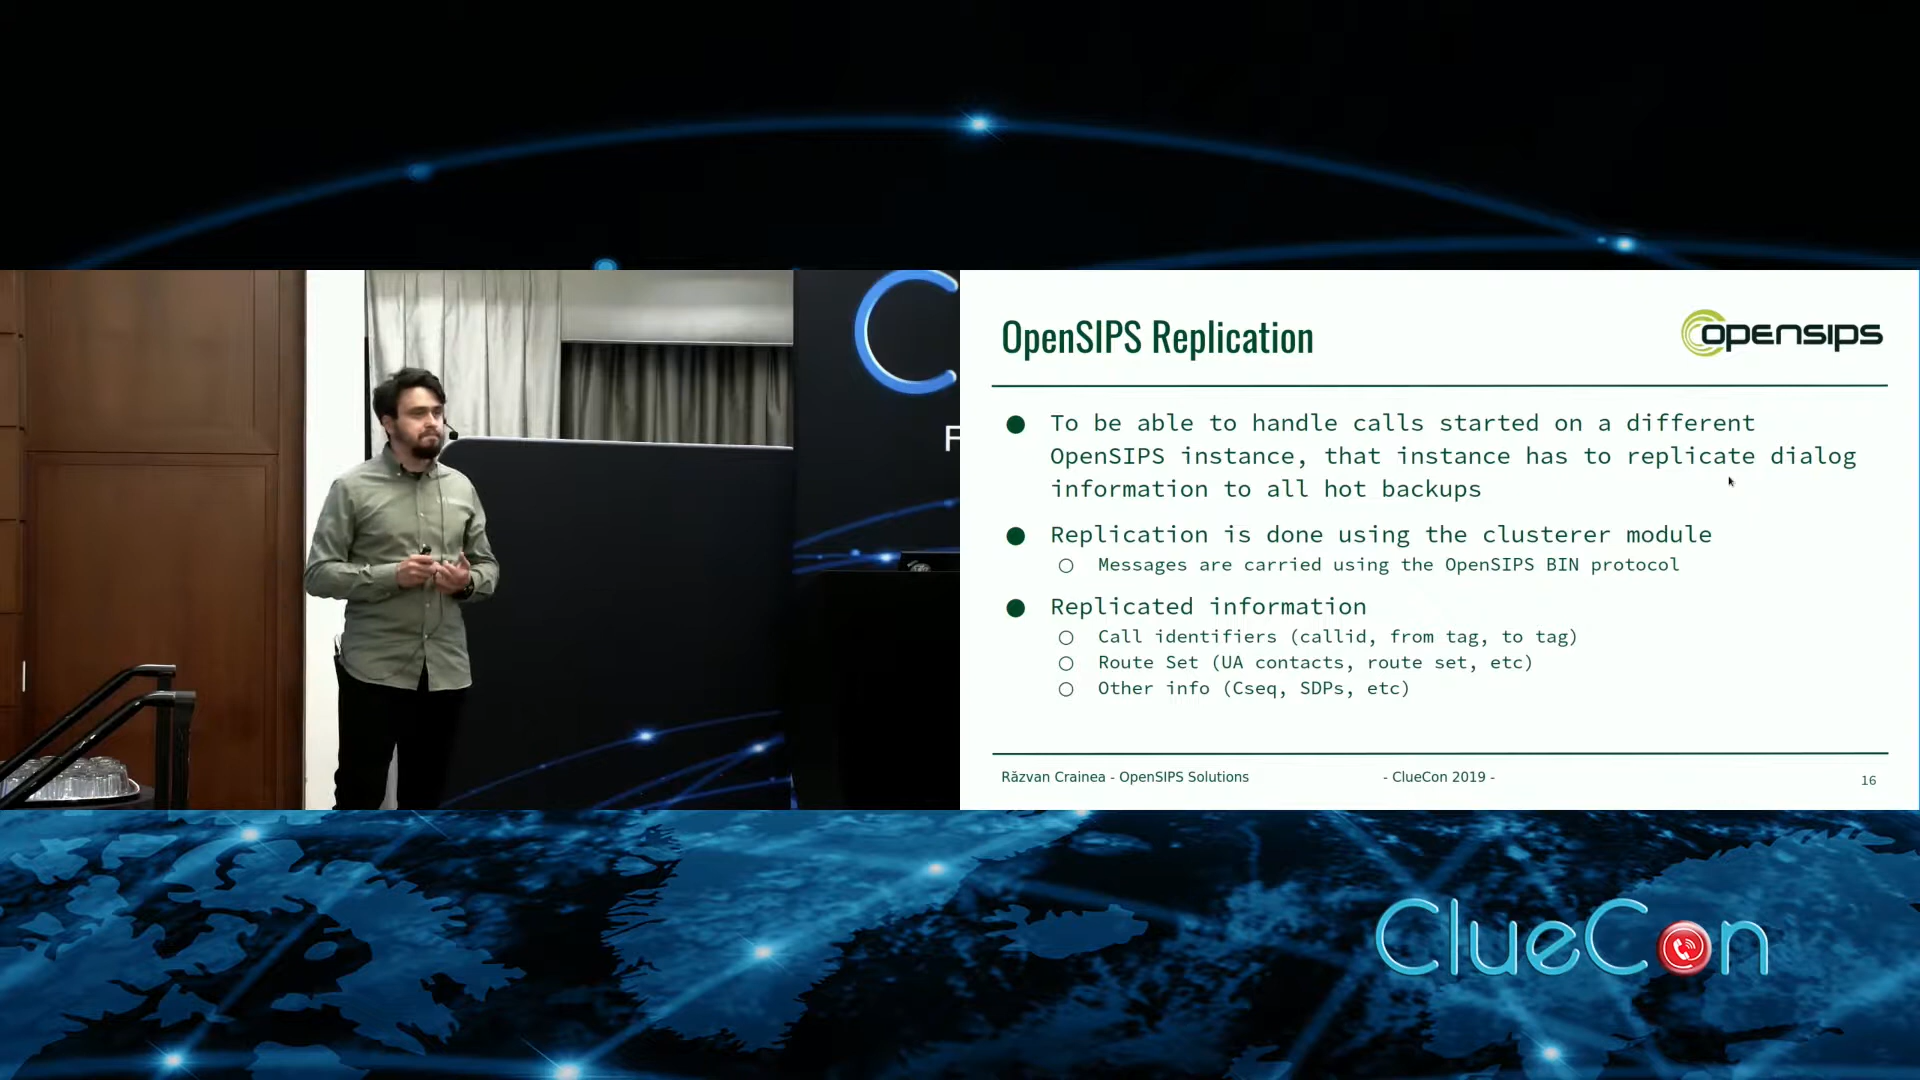 OpenSIPS Replication
opensips
● To be able to handle calls started on a different
OpenSIPS instance, that instance has to replicate dialog
information to all hot backups
● Replication is done using the clusterer module
○ Messages are carried using the OpenSIPS BIN protocol
● Replicated information
○ Call identifiers (callid, from tag, to tag)
○ Route Set (UA contacts, route set, etc)
○ Other info (Cseq, SDPs, etc)
Răzvan Crainea - OpenSIPS Solutions
- ClueCon 2019 -
16
C
F
ClueCon